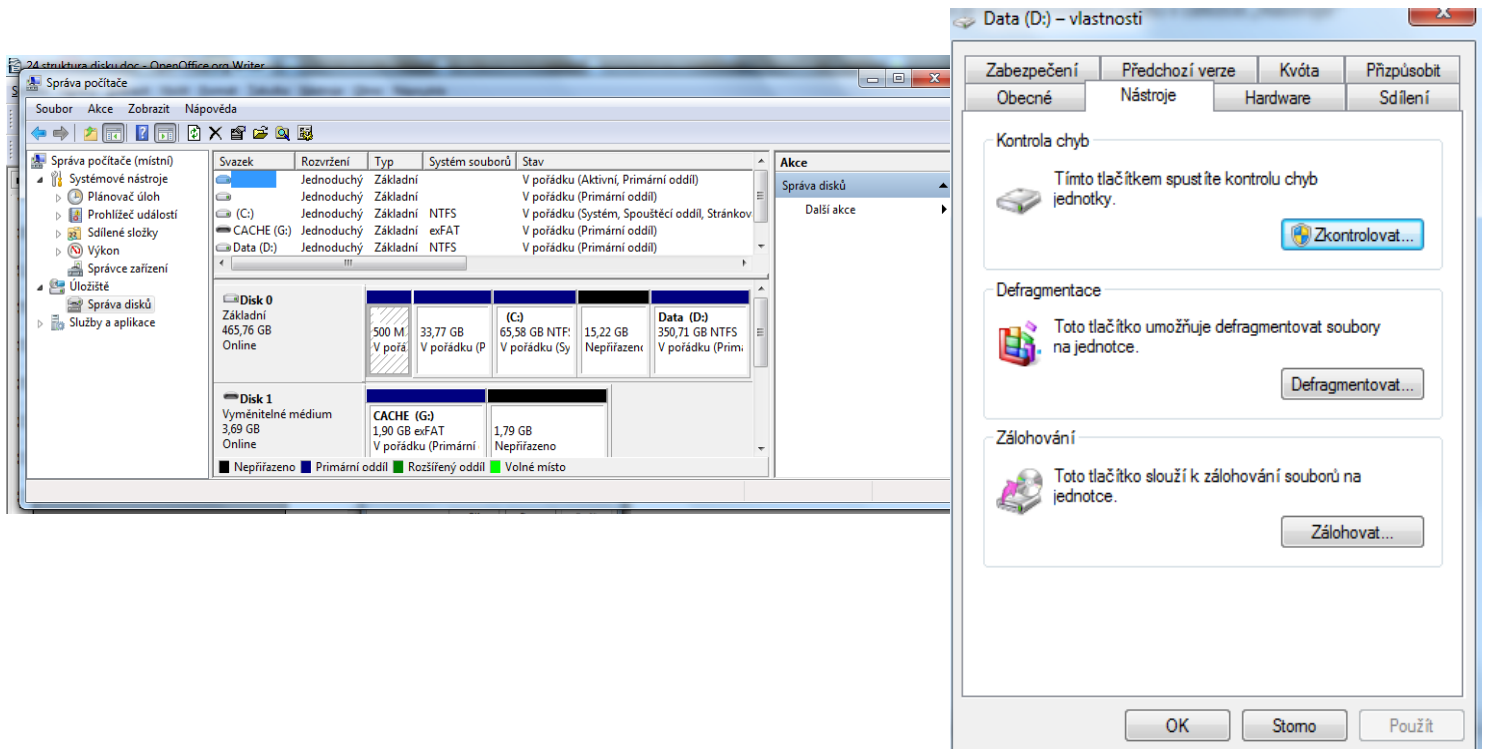 24 struktura disku.doc - OpenOffice.org Writer
Správa počítače
Soubor Akce Zobrazit Nápověda
Správa počítače (místní)
Systémové nástroje
Plánovač úloh
Prohlížeč událostí
Sdílené složky
Výkon
Správce zařízení
Úložiště
Správa disků
Služby a aplikace
Svazek Rozvržení Typ Systém souborů Stav
Jednoduchý Základní V pořádku (Aktivní, Primární oddíl)
Jednoduchý Základní V pořádku (Primární oddíl)
(C:) Jednoduchý Základní NTFS V pořádku (Systém, Spouštěcí oddíl, Stránkov
CACHE (G:) Jednoduchý Základní exFAT V pořádku (Primární oddíl)
Data (D:) Jednoduchý Základní NTFS V pořádku (Primární oddíl)
Disk 0
Základní
465,76 GB
Online
500 M
V pořá
33,77 GB
V pořádku (P
(C:)
65,58 GB NTF
V pořádku (Sy
15,22 GB
Nepřiřazen
Data (D:)
350,71 GB NTFS
V pořádku (Prim
Disk 1
Vyměnitelné médium
3,69 GB
Online
CACHE (G:)
1,90 GB exFAT
V pořádku (Primární
1,79 GB
Nepřiřazeno
Nepřiřazeno Primární oddíl Rozšířený oddíl Volné místo
Akce
Správa disků
Další akce
Data (D:) – vlastnosti
Zabezpečení Předchozí verze Kvóta Přizpůsobit
Obecné Nástroje Hardware Sdílení
Kontrola chyb
Tímto tlačítkem spustíte kontrolu chyb
jednotky.
Zkontrolovat...
Defragmentace
Toto tlačítko umožňuje defragmentovat soubory
na jednotce.
Defragmentovat...
Zálohování
Toto tlačítko slouží k zálohování souborů na
jednotce.
Zálohovat...
OK Storno Použít